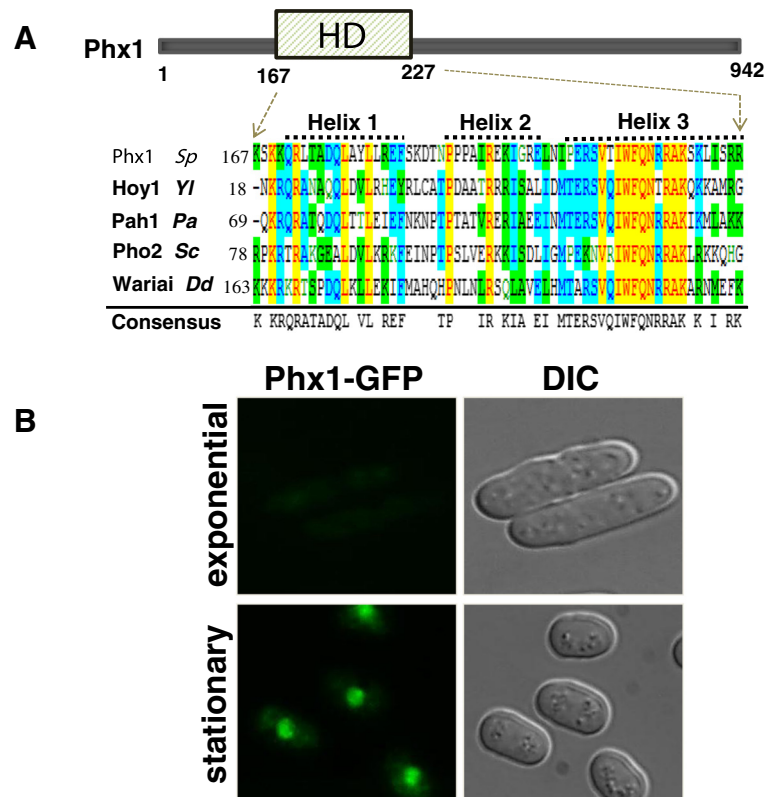 A
Phx1
HD
1 167 227 942
Helix 1 Helix 2 Helix 3
Phx1 Sp 167 KSKKQRLTADQLAYLLREFSKDTNPPPATREKIGRELNIPERSVTIWFQNRRAKSKLISRR
Hoy1 Yl 18 -NKRQRANAQQLDVLRHEYRLCATPDAATRRRISALIDMTERSVQIWFQNTRAKQKKAMRG
Pah1 Pa 69 -QKRQRATQDQLTTLEIEFNKNPTPTATVRERIAEEINMTERSVQIWFQNRRAKIKMLAKK
Pho2 Sc 78 RPKRTRAKGEALDVLKRKFEINPTPSLVERKKISDLIGMPEKNVRIWFQNRRAKLRKKQHG
Wariai Dd 163 KKKRKRTSPDQLKLLEKIFMAHQHPNLNLRSQLAVELHMTARSVQIWFQNRRAKARNMEFK
Consensus K KRQRATADQL VL REF TP IR KIA EI MTERSVQIWFQNRRAK K I RK
B
Phx1-GFP DIC
exponential
stationary